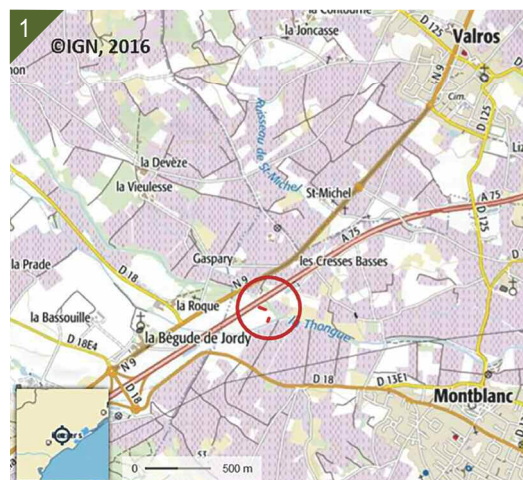 1
©IGN, 2016
la Contourne
la Joncasse
D 125
Valros
N 9
Cim.
D 125
Ruisseau de St-Michel
la Devèze
la Vieulesse
St-Michel
A 75
D 125
A 75
la Prade
Gaspary
les Cresses Basses
D 18
N 9
la Roque
la Bassouille
la Thongue
la Bégude de Jordy
D 18E4
N 9
D 18
D 18
D 13E1
Montblanc
0
500 m